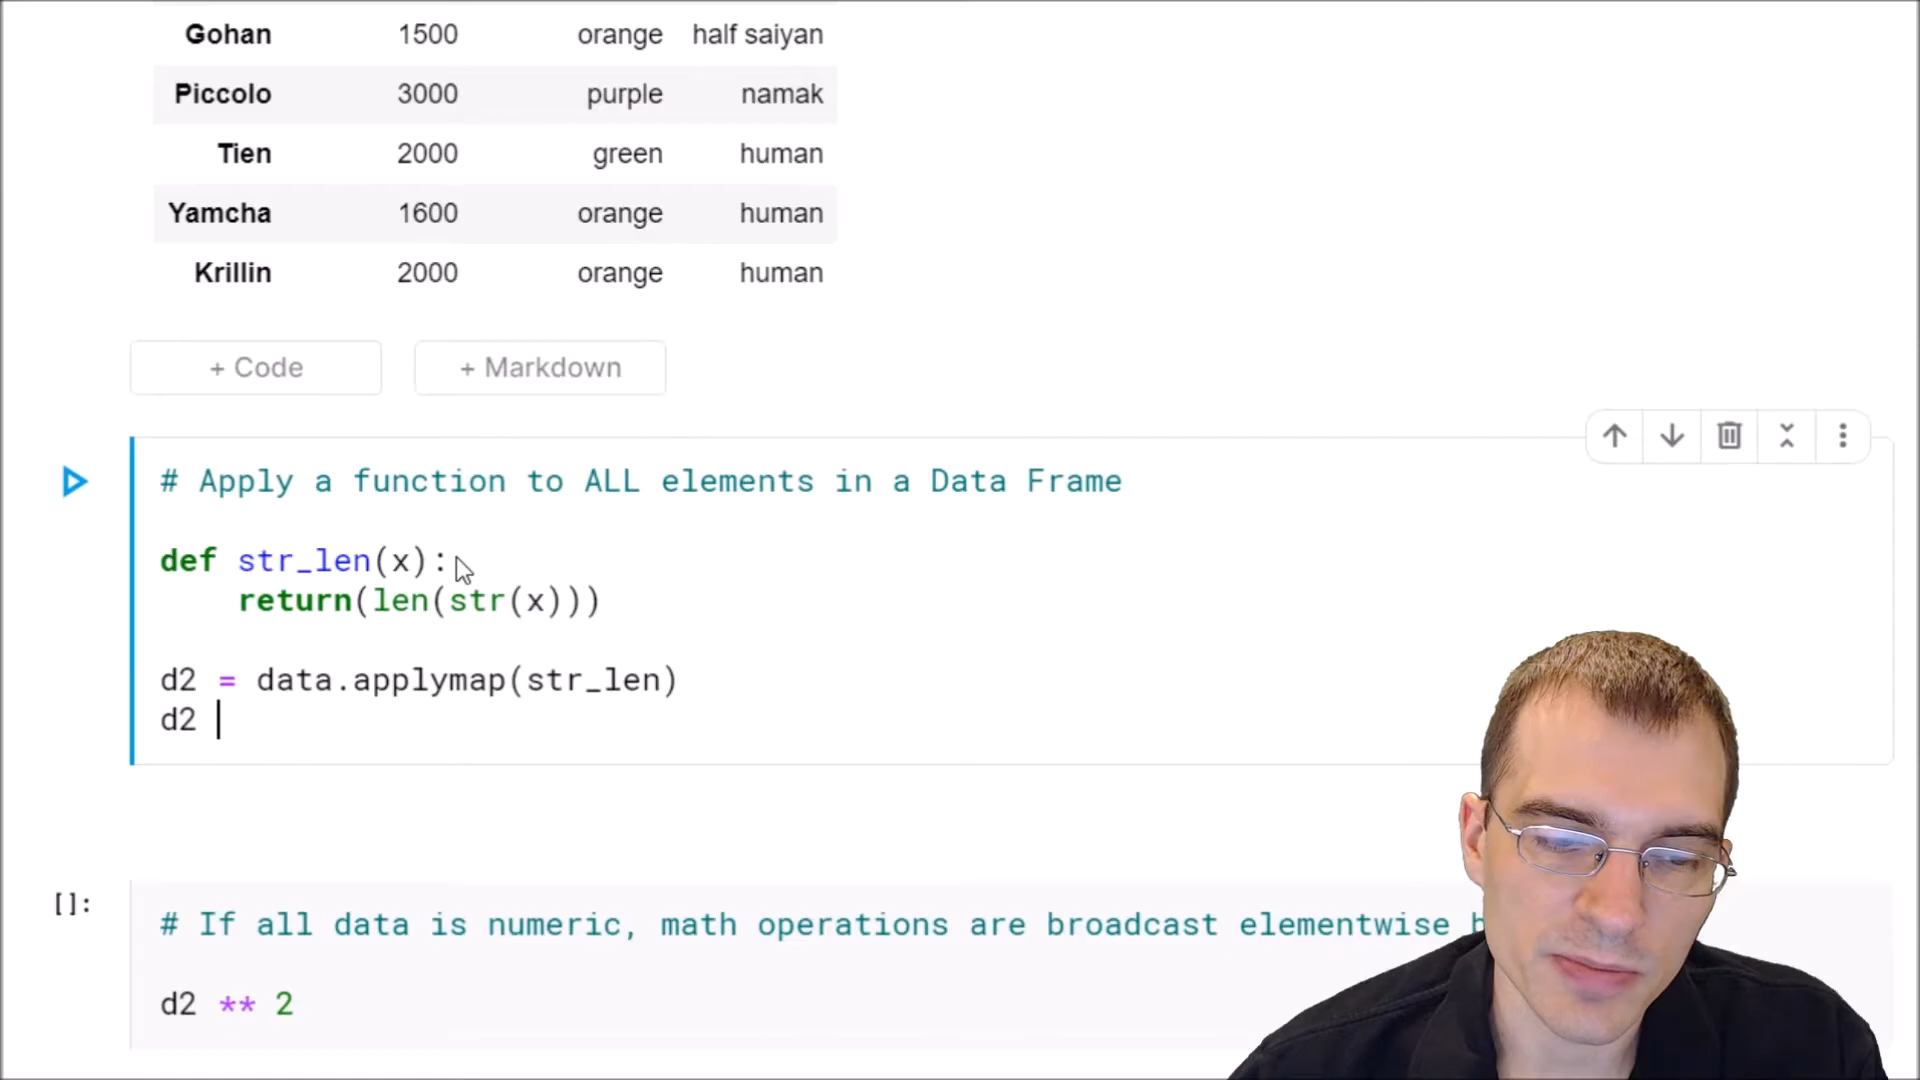 Gohan 1500 orange half saiyan
Piccolo 3000 purple namak
Tien 2000 green human
Yamcha 1600 orange human
Krillin 2000 orange human
+ Code + Markdown
# Apply a function to ALL elements in a Data Frame
def str_len(x):
return(len(str(x)))
d2 = data.applymap(str_len)
d2
[]:
# If all data is numeric, math operations are broadcast elementwise
d2 ** 2